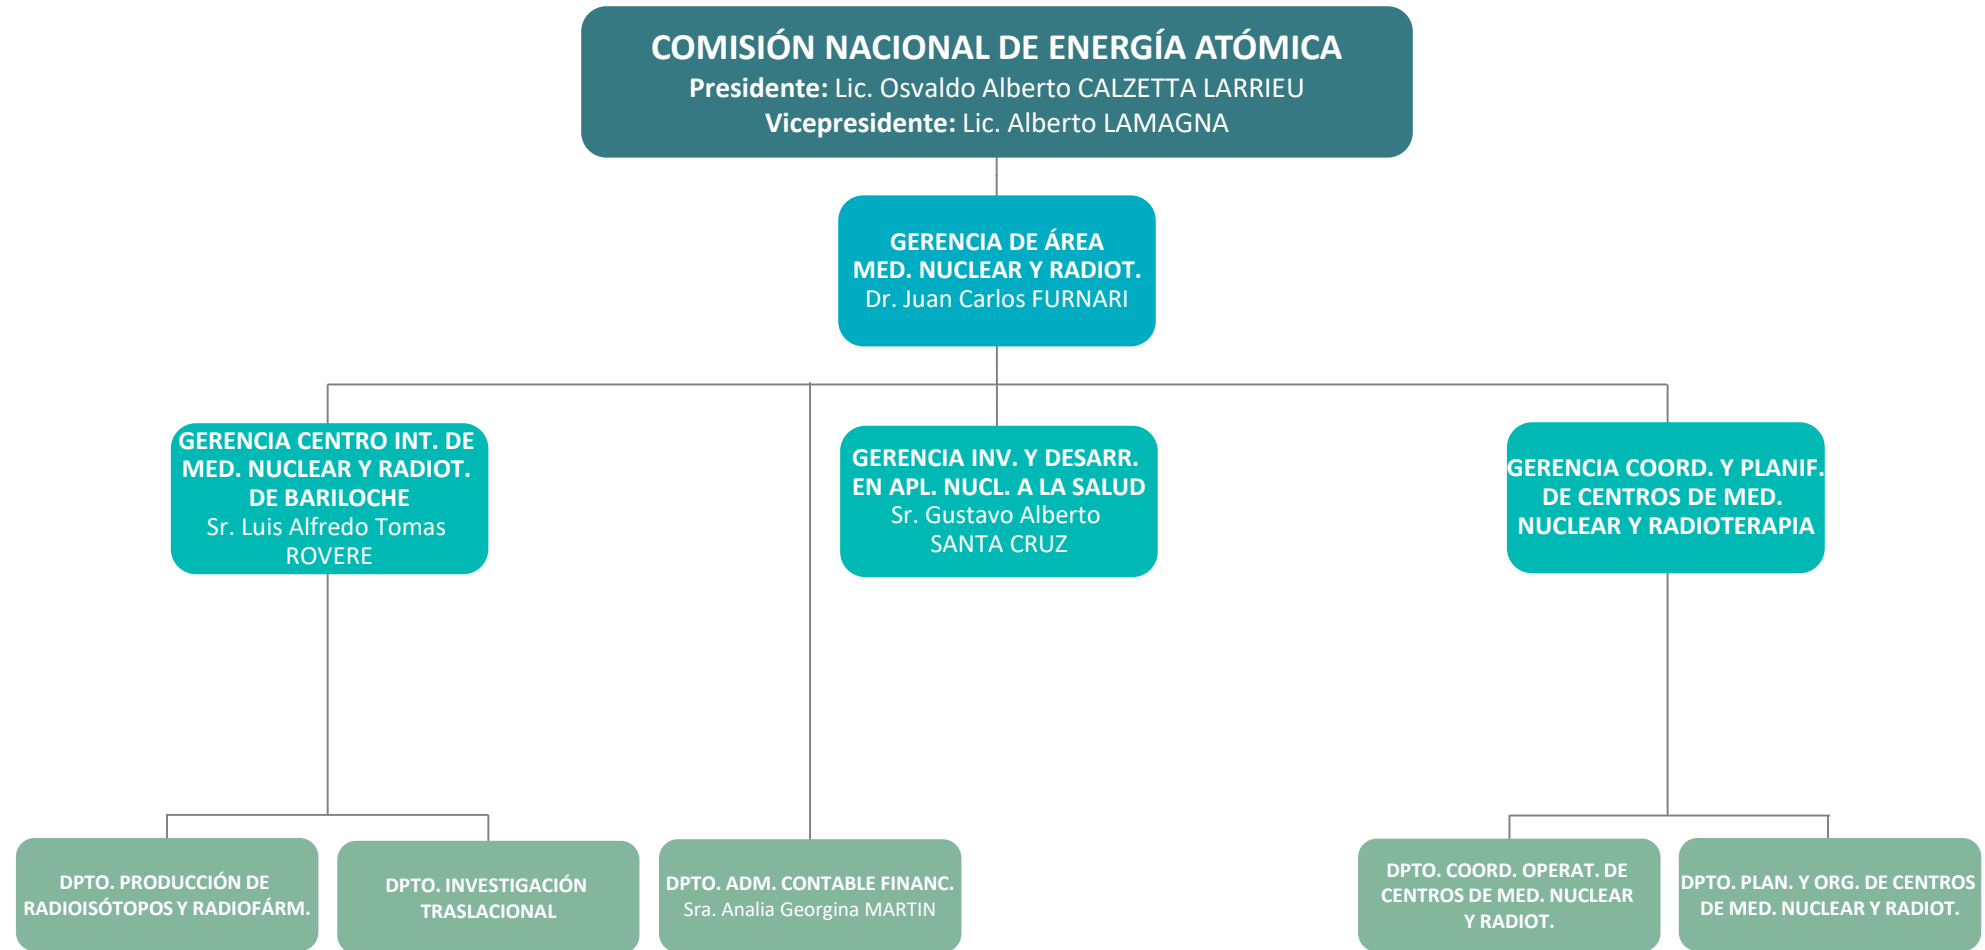 COMISIÓN NACIONAL DE ENERGÍA ATÓMICA
Presidente: Lic. Osvaldo Alberto CALZETTA LARRIEU
Vicepresidente: Lic. Alberto LAMAGNA
GERENCIA DE ÁREA
MED. NUCLEAR Y RADIOT.
Dr. Juan Carlos FURNARI
GERENCIA CENTRO INT. DE
MED. NUCLEAR Y RADIOT.
DE BARILOCHE
Sr. Luis Alfredo Tomas
ROVERE
GERENCIA INV. Y DESARR.
EN APL. NUCL. A LA SALUD
Sr. Gustavo Alberto
SANTA CRUZ
GERENCIA COORD. Y PLANIF.
DE CENTROS DE MED.
NUCLEAR Y RADIOTERAPIA
DPTO. PRODUCCIÓN DE
RADIOISÓTOPOS Y RADIOFÁRM.
DPTO. INVESTIGACIÓN
TRASLACIONAL
DPTO. ADM. CONTABLE FINANC.
Sra. Analia Georgina MARTIN
DPTO. COORD. OPERAT. DE
CENTROS DE MED. NUCLEAR
Y RADIOT.
DPTO. PLAN. Y ORG. DE CENTROS
DE MED. NUCLEAR Y RADIOT.